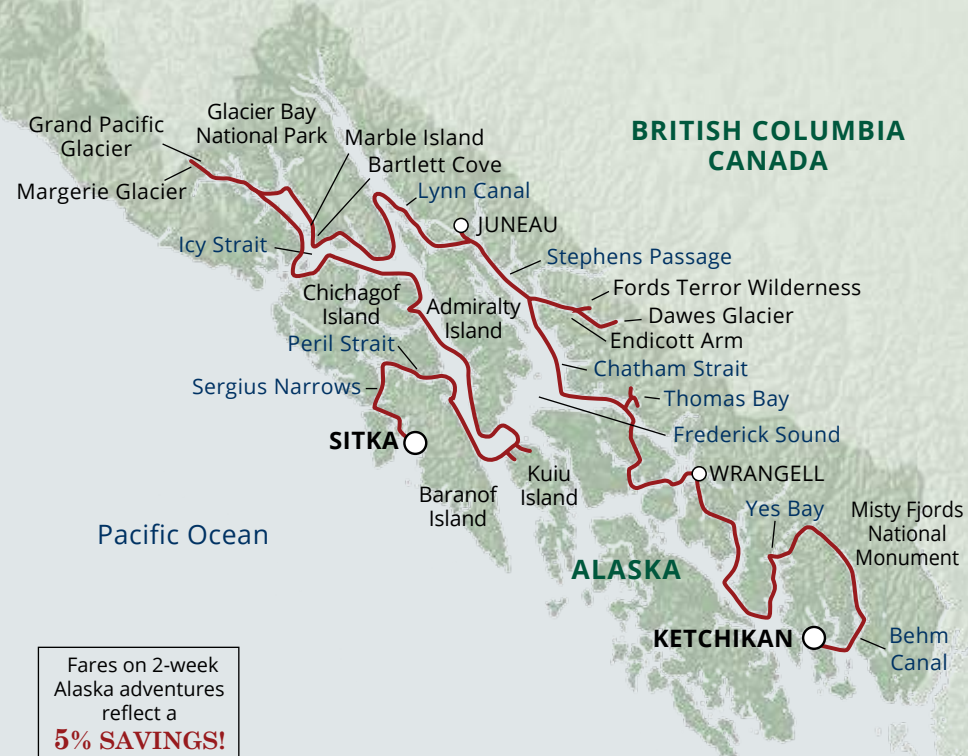 Glacier Bay
National Park
Grand Pacific
Glacier
Marble Island
Bartlett Cove
Margerie Glacier
Lynn Canal
BRITISH COLUMBIA
CANADA
JUNEAU
Icy Strait
Stephens Passage
Chichagof
Island
Admiralty
Island
Fords Terror Wilderness
Dawes Glacier
Endicott Arm
Peril Strait
Chatham Strait
Sergius Narrows
Thomas Bay
SITKA
Frederick Sound
Kuiu
Island
WRANGELL
Baranof
Island
Yes Bay
Misty Fjords
National
Monument
Pacific Ocean
ALASKA
KETCHIKAN
Behm
Canal
Fares on 2-week
Alaska adventures
reflect a
5% SAVINGS!